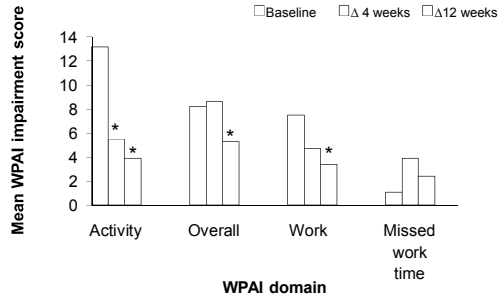 Baseline Δ 4 weeks Δ12 weeks
Mean WPAI impairment score
14
12
10
8
6
4
2
0
* *
*
*
Activity Overall Work Missed
work
time
WPAI domain